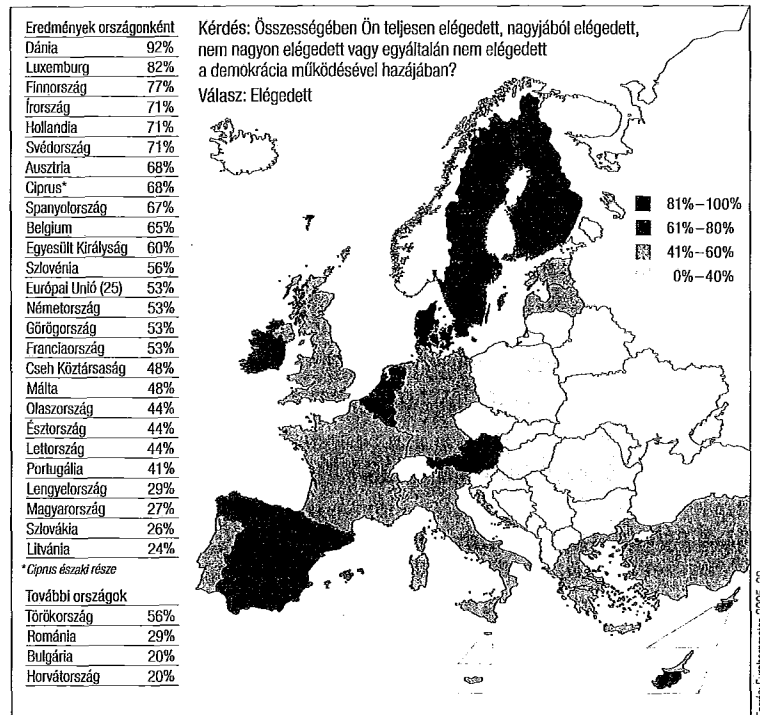 Eredmények országonként
Dánia 92%
Luxemburg 82%
Finnország 77%
Írország 71%
Hollandia 71%
Svédország 71%
Ausztria 68%
Ciprus* 68%
Spanyolország 67%
Belgium 65%
Egyesült Királyság 60%
Szlovénia 56%
Európai Unió (25) 53%
Németország 53%
Görögország 53%
Franciaország 53%
Cseh Köztársaság 48%
Málta 48%
Olaszország 44%
Észtország 44%
Lettország 44%
Portugália 41%
Lengyelország 29%
Magyarország 27%
Szlovákia 26%
Litvánia 24%
*Ciprus északi része
További országok
Törökország 56%
Románia 29%
Bulgária 20%
Horvátország 20%
Kérdés: Összességében Ön teljesen elégedett, nagyjából elégedett,
nem nagyon elégedett vagy egyáltalán nem elégedett
a demokrácia működésével hazájában?
Válasz: Elégedett
81%–100%
61%–80%
41%–60%
0%–40%